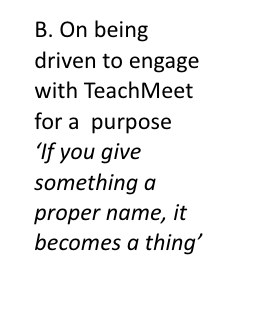 B. On being
driven to engage
with TeachMeet
for a  purpose
‘If you give
something a
proper name, it
becomes a thing’